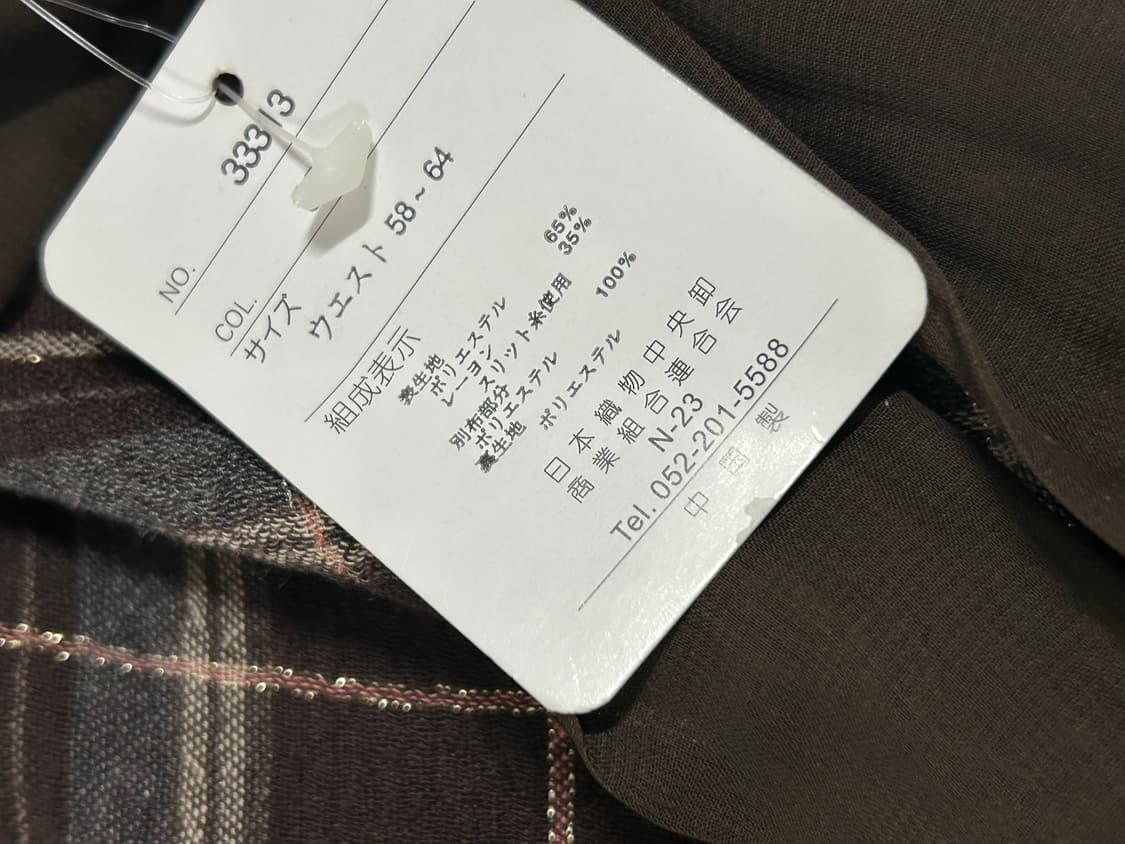 NO. 33313
COL.
サイズ
ウエスト 58~64
組成表示
表生地
ポリエステル 65%
レーヨン 35%
スリット糸使用
別布部分
ポリエステル 100%
裏生地 ポリエステル
日本織物中央卸
商業組合連合会
N-23
Tel. 052-201-5588
中国製